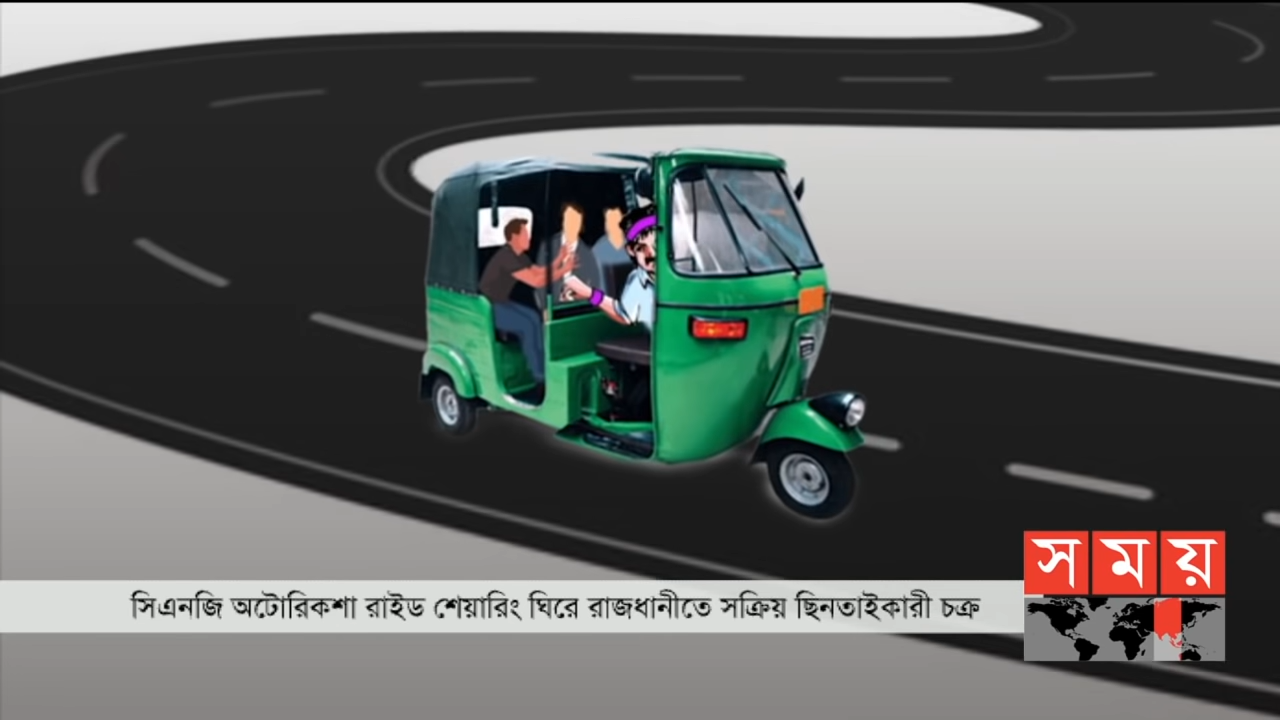 সিএনজি অটোরিকশা রাইড শেয়ারিং ঘিরে রাজধানীতে সক্রিয় ছিনতাইকারী চক্র
সময়